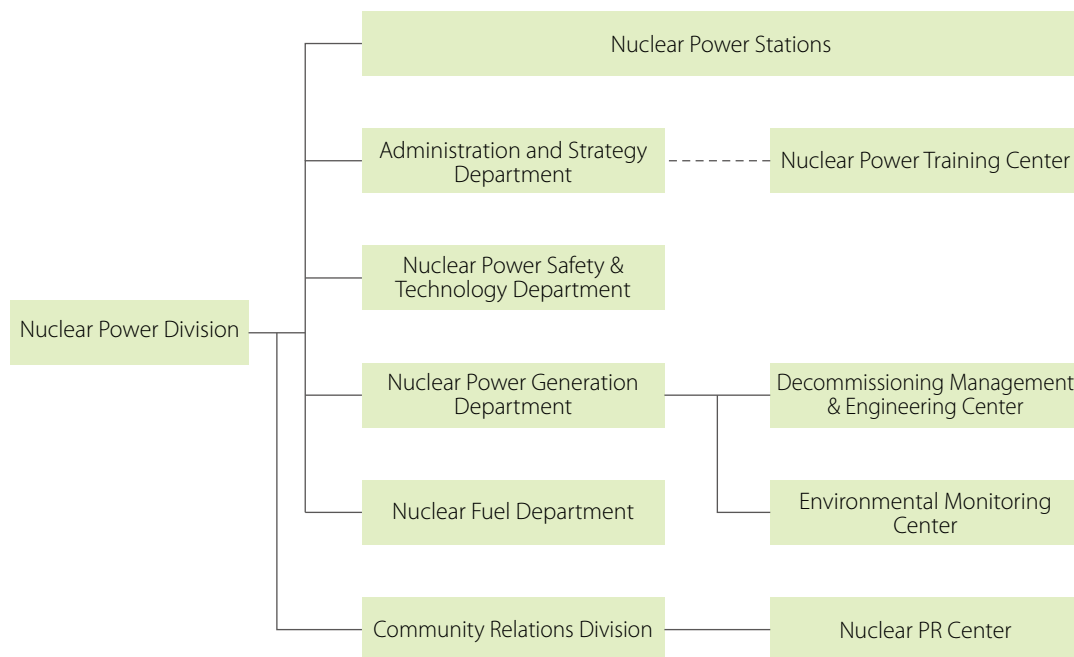 Nuclear Power Stations
Administration and Strategy
Department
Nuclear Power Training Center
Nuclear Power Safety &
Technology Department
Nuclear Power Division
Nuclear Power Generation
Department
Decommissioning Management
& Engineering Center
Nuclear Fuel Department
Environmental Monitoring
Center
Community Relations Division
Nuclear PR Center